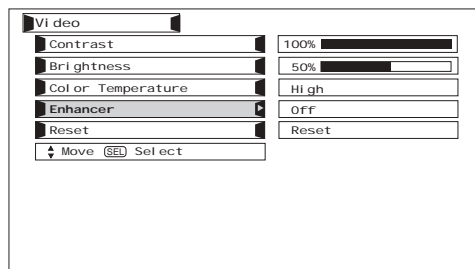 Video
Contrast 100%
Brightness 50%
Color Temperature High
Enhancer Off
Reset Reset
Move SEL Select